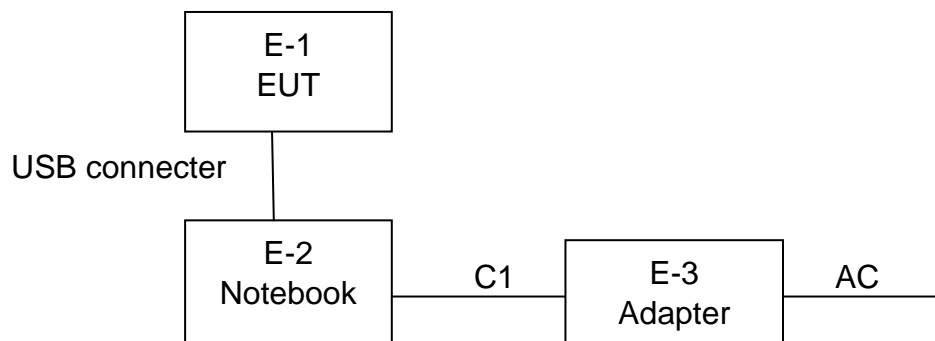 E-1
EUT
USB connecter
E-2
Notebook
C1
E-3
Adapter
AC